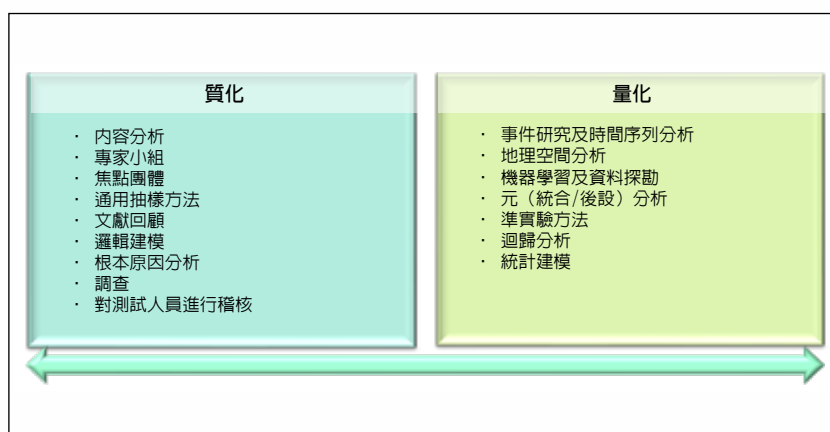 質化
· 內容分析
· 專家小組
· 焦點團體
· 通用抽樣方法
· 文獻回顧
· 邏輯建模
· 根本原因分析
· 調查
· 對測試人員進行稽核
量化
· 事件研究及時間序列分析
· 地理空間分析
· 機器學習及資料探勘
· 元（統合/後設）分析
· 準實驗方法
· 迴歸分析
· 統計建模